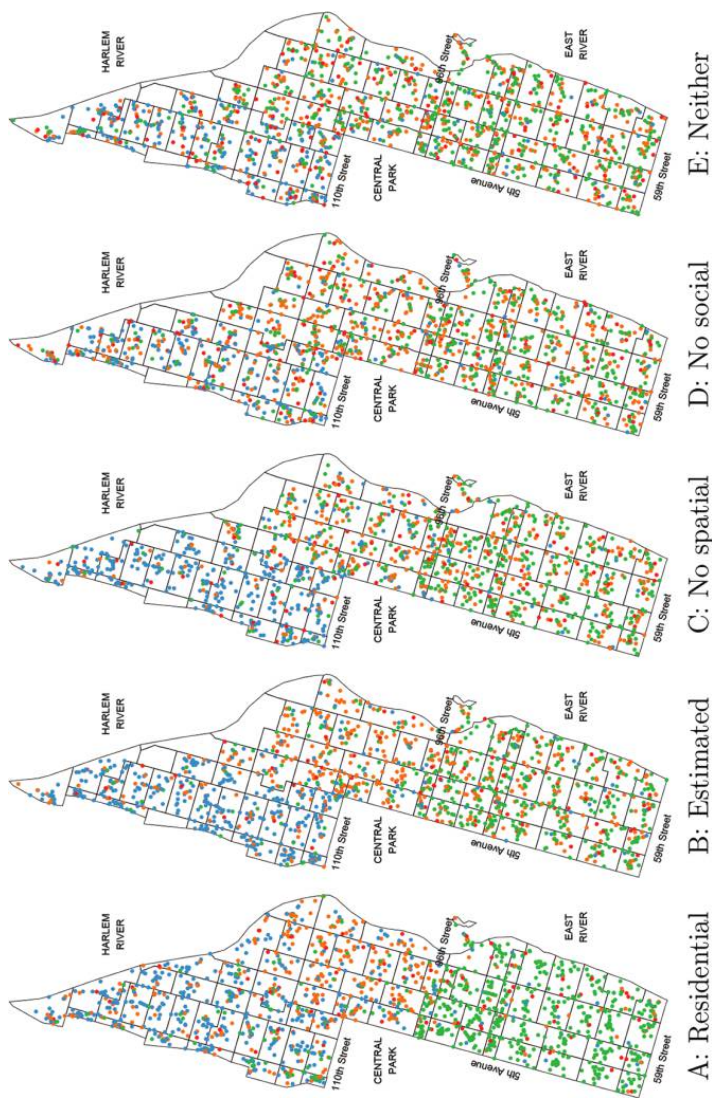 HARLEM
RIVER
110th Street
CENTRAL
PARK
96th Street
5th Avenue
EAST
RIVER
59th Street
A: Residential
HARLEM
RIVER
110th Street
CENTRAL
PARK
96th Street
5th Avenue
EAST
RIVER
59th Street
B: Estimated
HARLEM
RIVER
110th Street
CENTRAL
PARK
96th Street
5th Avenue
EAST
RIVER
59th Street
C: No spatial
HARLEM
RIVER
110th Street
CENTRAL
PARK
96th Street
5th Avenue
EAST
RIVER
59th Street
D: No social
HARLEM
RIVER
110th Street
CENTRAL
PARK
96th Street
5th Avenue
EAST
RIVER
59th Street
E: Neither